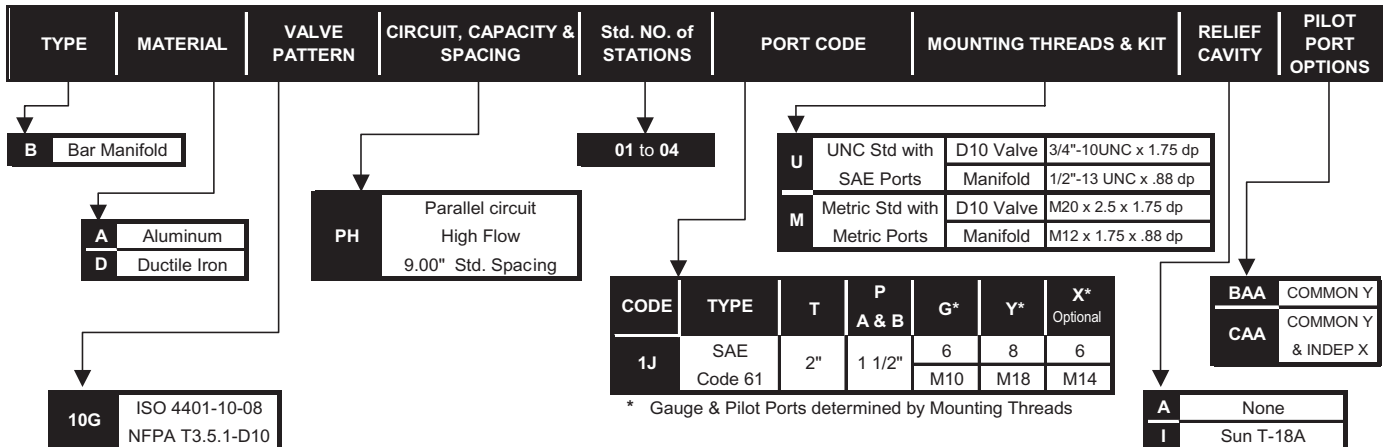 TYPE
MATERIAL
VALVE
PATTERN
CIRCUIT, CAPACITY &
SPACING
Std. NO. of
STATIONS
PORT CODE
MOUNTING THREADS & KIT
RELIEF
CAVITY
PILOT
PORT
OPTIONS
B Bar Manifold
A Aluminum
D Ductile Iron
10G
ISO 4401-10-08
NFPA T3.5.1-D10
PH
Parallel circuit
High Flow
9.00" Std. Spacing
01 to 04
U
UNC Std with D10 Valve 3/4"-10UNC x 1.75 dp
SAE Ports Manifold 1/2"-13 UNC x .88 dp
M
Metric Std with D10 Valve M20 x 2.5 x 1.75 dp
Metric Ports Manifold M12 x 1.75 x .88 dp
CODE TYPE T P
A & B G* Y* X*
Optional
1J SAE
Code 61 2" 1 1/2" 6 8 6
M10 M18 M14
* Gauge & Pilot Ports determined by Mounting Threads
BAA COMMON Y
CAA COMMON Y
& INDEP X
A None
I Sun T-18A